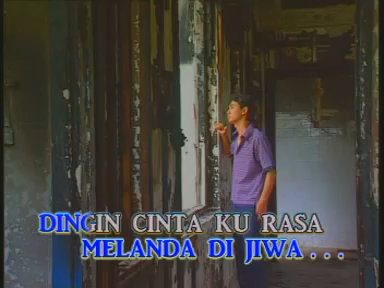 DINGIN CINTA KU RASA
MELANDA DI JIWA . . .